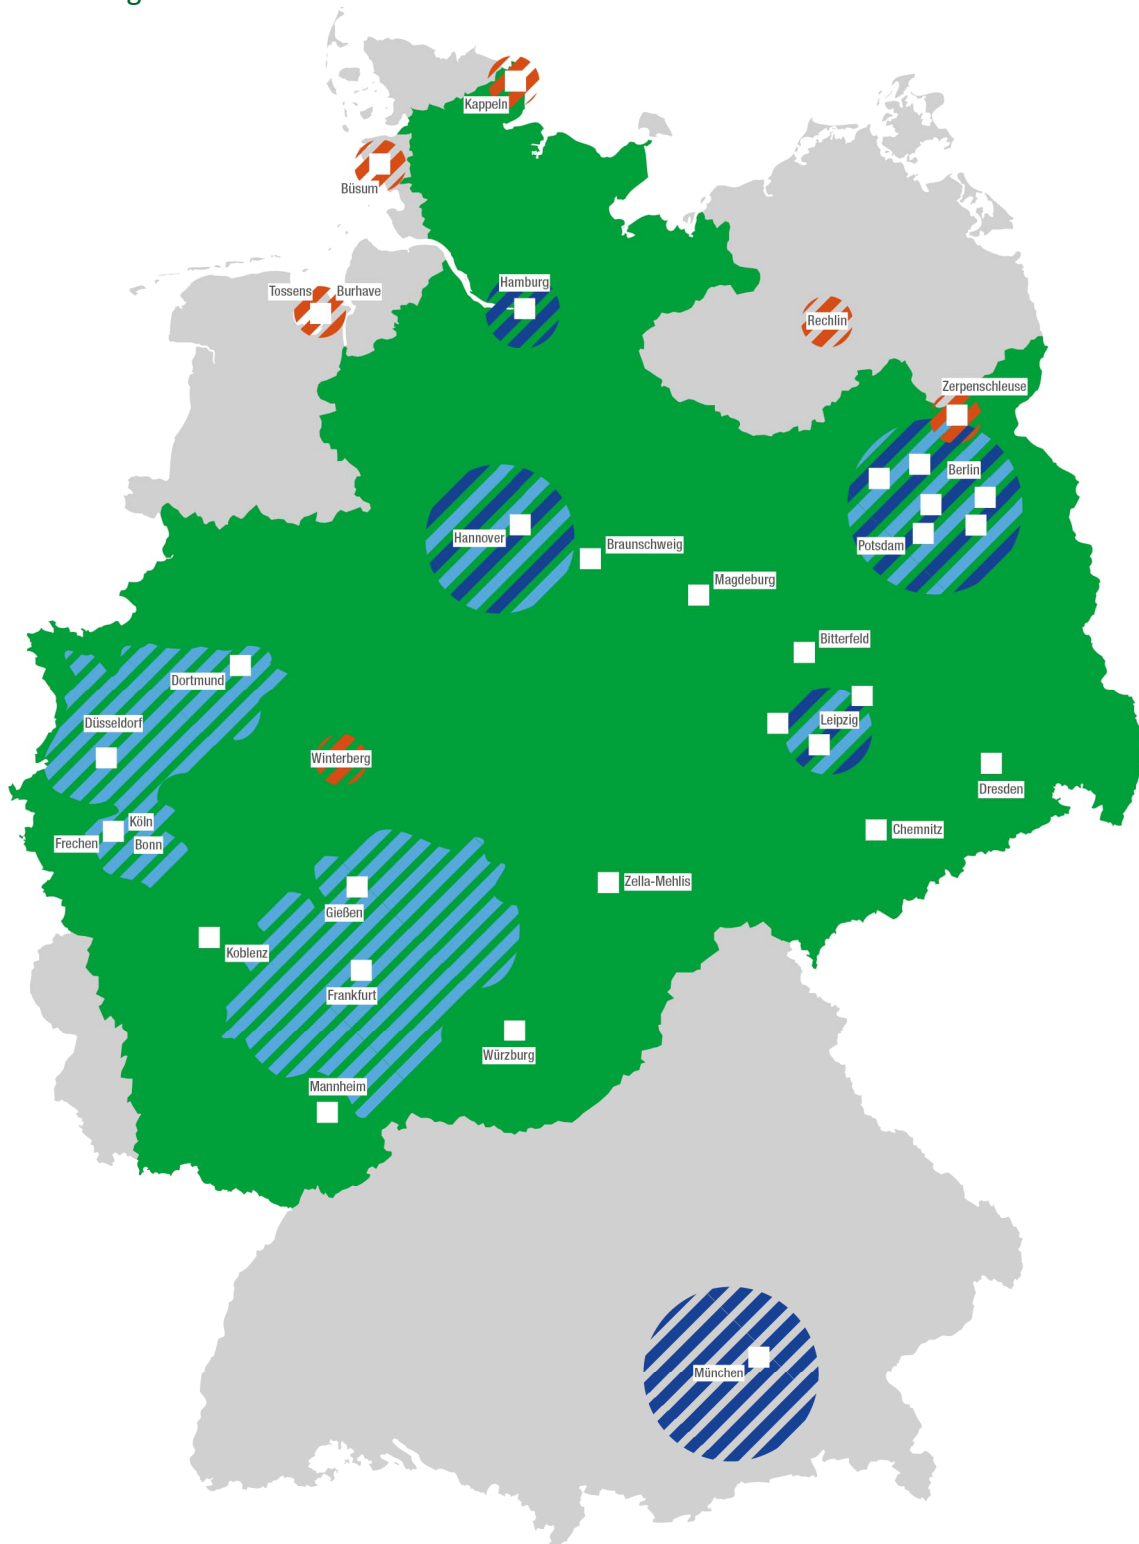 Kappeln
Büsum
Hamburg
Tossens
Burhave
Rechlin
Zerpenschleuse
Berlin
Hannover
Braunschweig
Potsdam
Magdeburg
Bitterfeld
Dortmund
Düsseldorf
Leipzig
Winterberg
Dresden
Köln
Chemnitz
Frechen
Bonn
Zella-Mehlis
Gießen
Koblenz
Frankfurt
Würzburg
Mannheim
München